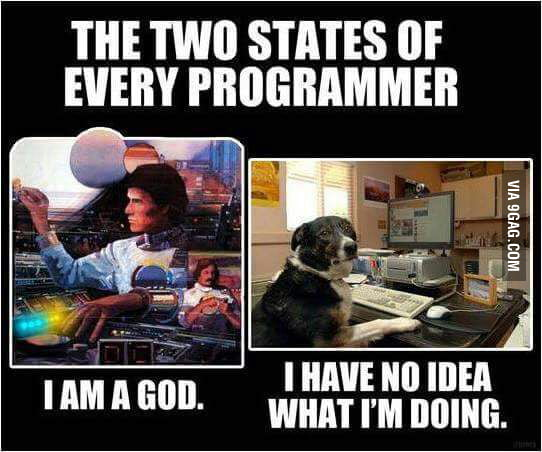 THE TWO STATES OF
EVERY PROGRAMMER
VIA 9GAG.COM
I AM A GOD.
I HAVE NO IDEA
WHAT I'M DOING.